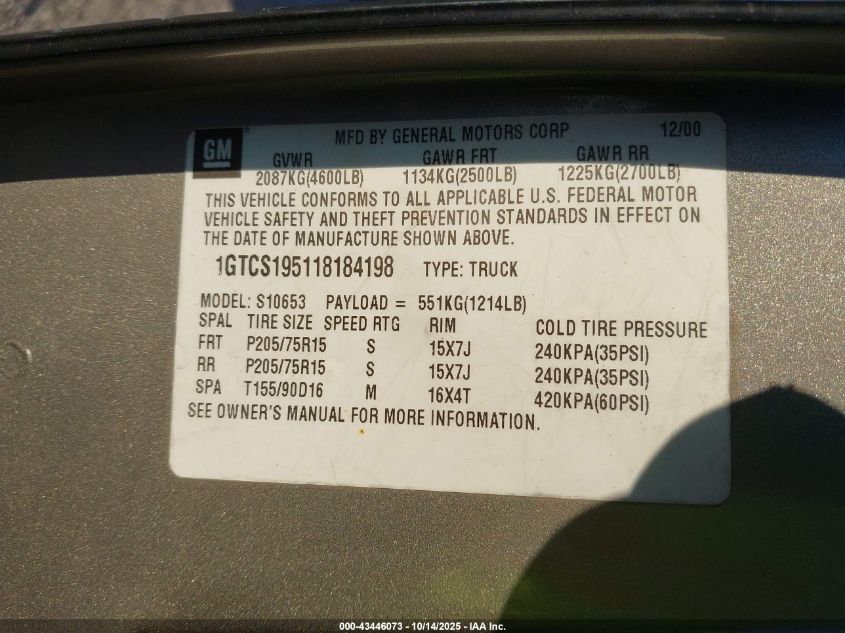 GM ®
MFD BY GENERAL MOTORS CORP 12/00
GVWR GAWR FRT GAWR RR
2087KG(4600LB) 1134KG(2500LB) 1225KG(2700LB)
THIS VEHICLE CONFORMS TO ALL APPLICABLE U.S. FEDERAL MOTOR
VEHICLE SAFETY AND THEFT PREVENTION STANDARDS IN EFFECT ON
THE DATE OF MANUFACTURE SHOWN ABOVE.
1GTCS195118184198 TYPE: TRUCK
MODEL: S10653 PAYLOAD = 551KG(1214LB)
SPAL TIRE SIZE SPEED RTG RIM COLD TIRE PRESSURE
FRT P205/75R15 S 15X7J 240KPA(35PSI)
RR P205/75R15 S 15X7J 240KPA(35PSI)
SPA T155/90D16 M 16X4T 420KPA(60PSI)
SEE OWNER'S MANUAL FOR MORE INFORMATION.
000-43446073 - 10/14/2025 - IAA Inc.